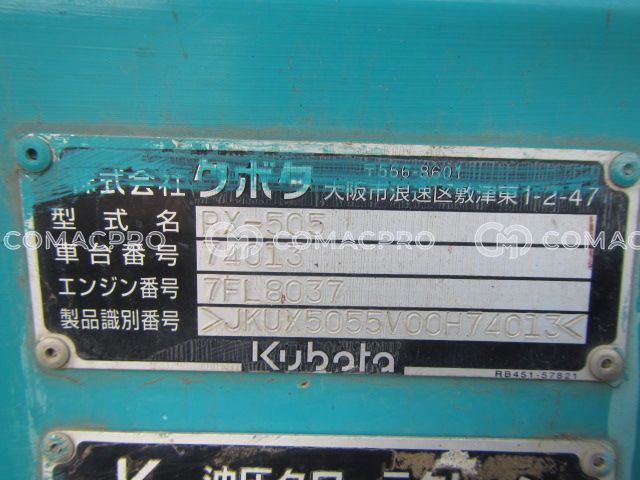 〒556-8601
株式会社 クボタ 大阪市浪速区敷津東1-2-47
型式名 RX-505
車台番号 74013
エンジン番号 7FL8037
製品識別番号 >JKUX5055V00H74013<
Kubota
RB451-57821
COMACPRO COMACPRO COMACPRO